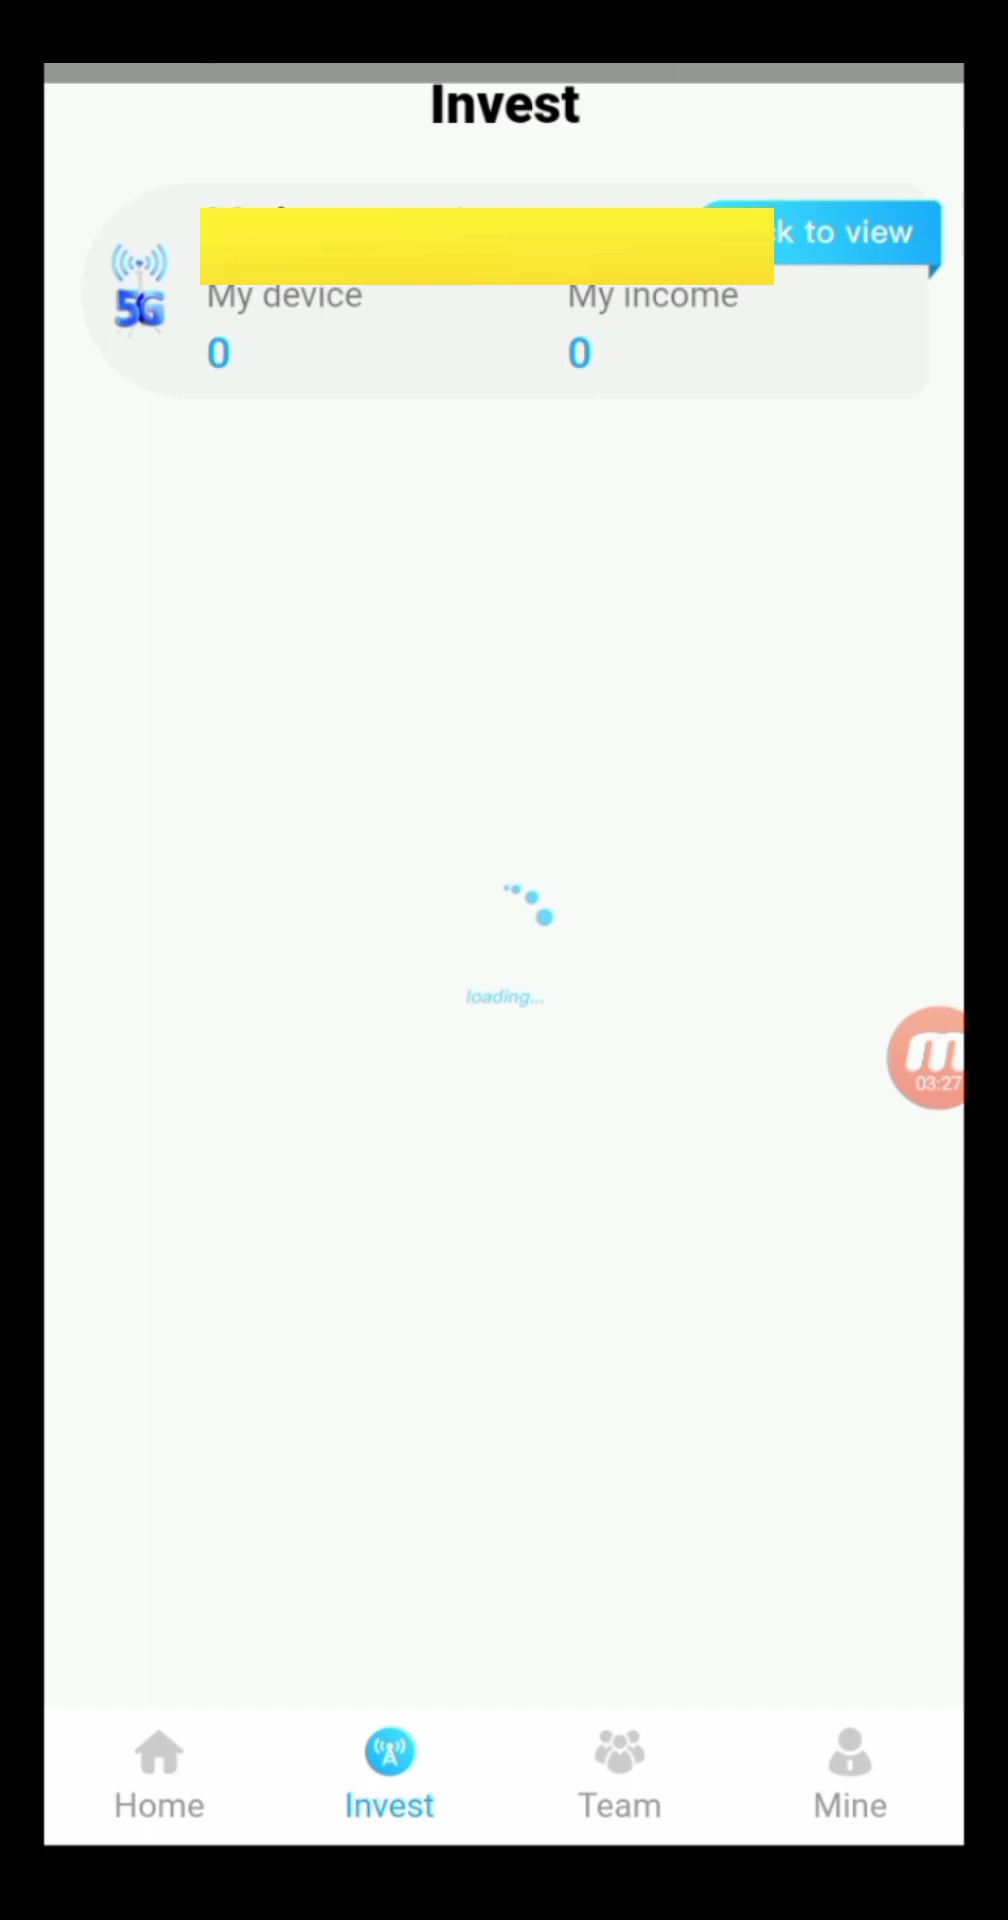 Invest
k to view
5G
My device
My income
0
0
loading...
03:27
Home
Invest
Team
Mine